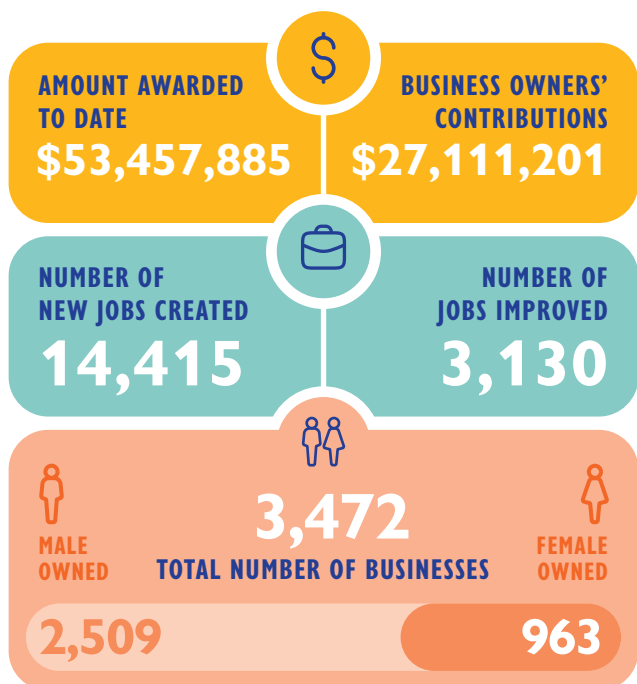 $
AMOUNT AWARDED
TO DATE
$53,457,885
BUSINESS OWNERS’
CONTRIBUTIONS
$27,111,201
NUMBER OF
NEW JOBS CREATED
14,415
NUMBER OF
JOBS IMPROVED
3,130
3,472
TOTAL NUMBER OF BUSINESSES
MALE
OWNED
FEMALE
OWNED
2,509
963